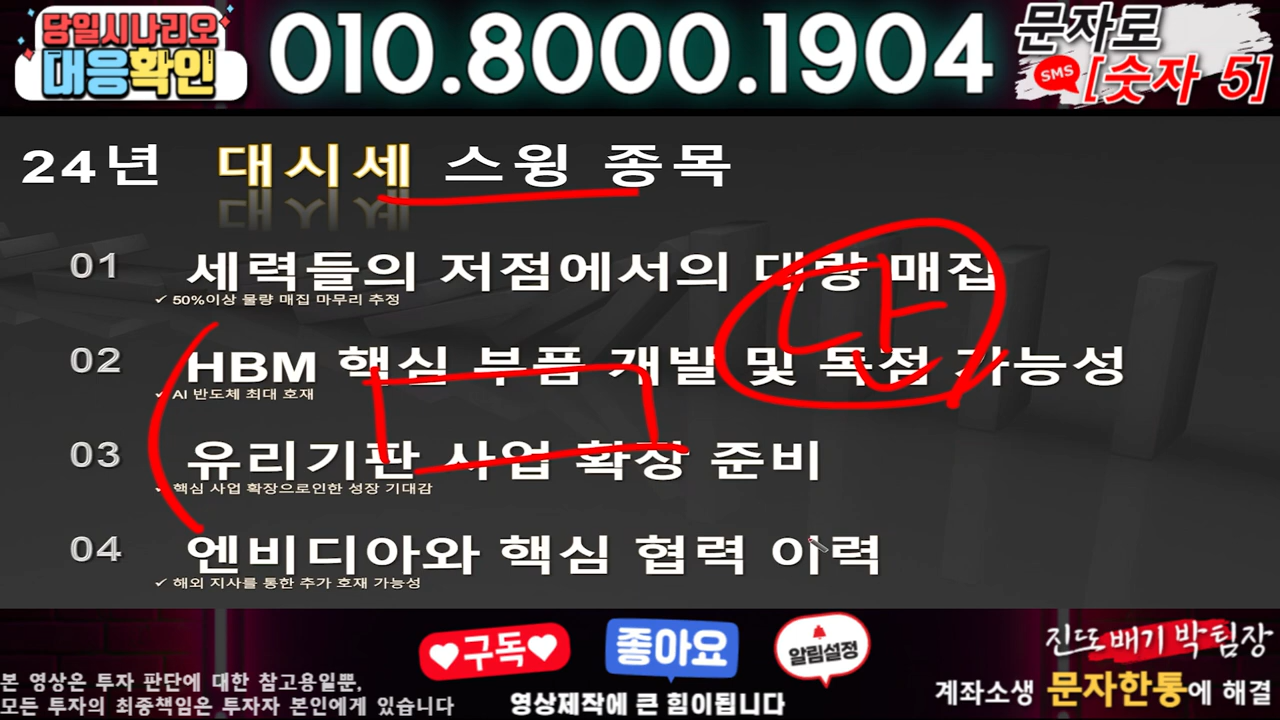 당일시나리오
대응확인
010.8000.1904
문자로
SMS
[숫자 5]
24년 대시세 스윙 종목
01 세력들의 저점에서의 대량 매집
✓ 50%이상 물량 매집 마무리 추정
02 HBM 핵심 부품 개발 및 독점 가능성
✓ AI 반도체 최대 호재
03 유리기판 사업 확장 준비
✓ 핵심 사업 확장으로인한 성장 기대감
04 엔비디아와 핵심 협력 이력
✓ 해외 지사를 통한 추가 호재 가능성
구독
좋아요
알림설정
영상제작에 큰 힘이됩니다
본 영상은 투자 판단에 대한 참고용일뿐,
모든 투자의 최종책임은 투자자 본인에게 있습니다
진또배기 박팀장
계좌소생 문자한통에 해결